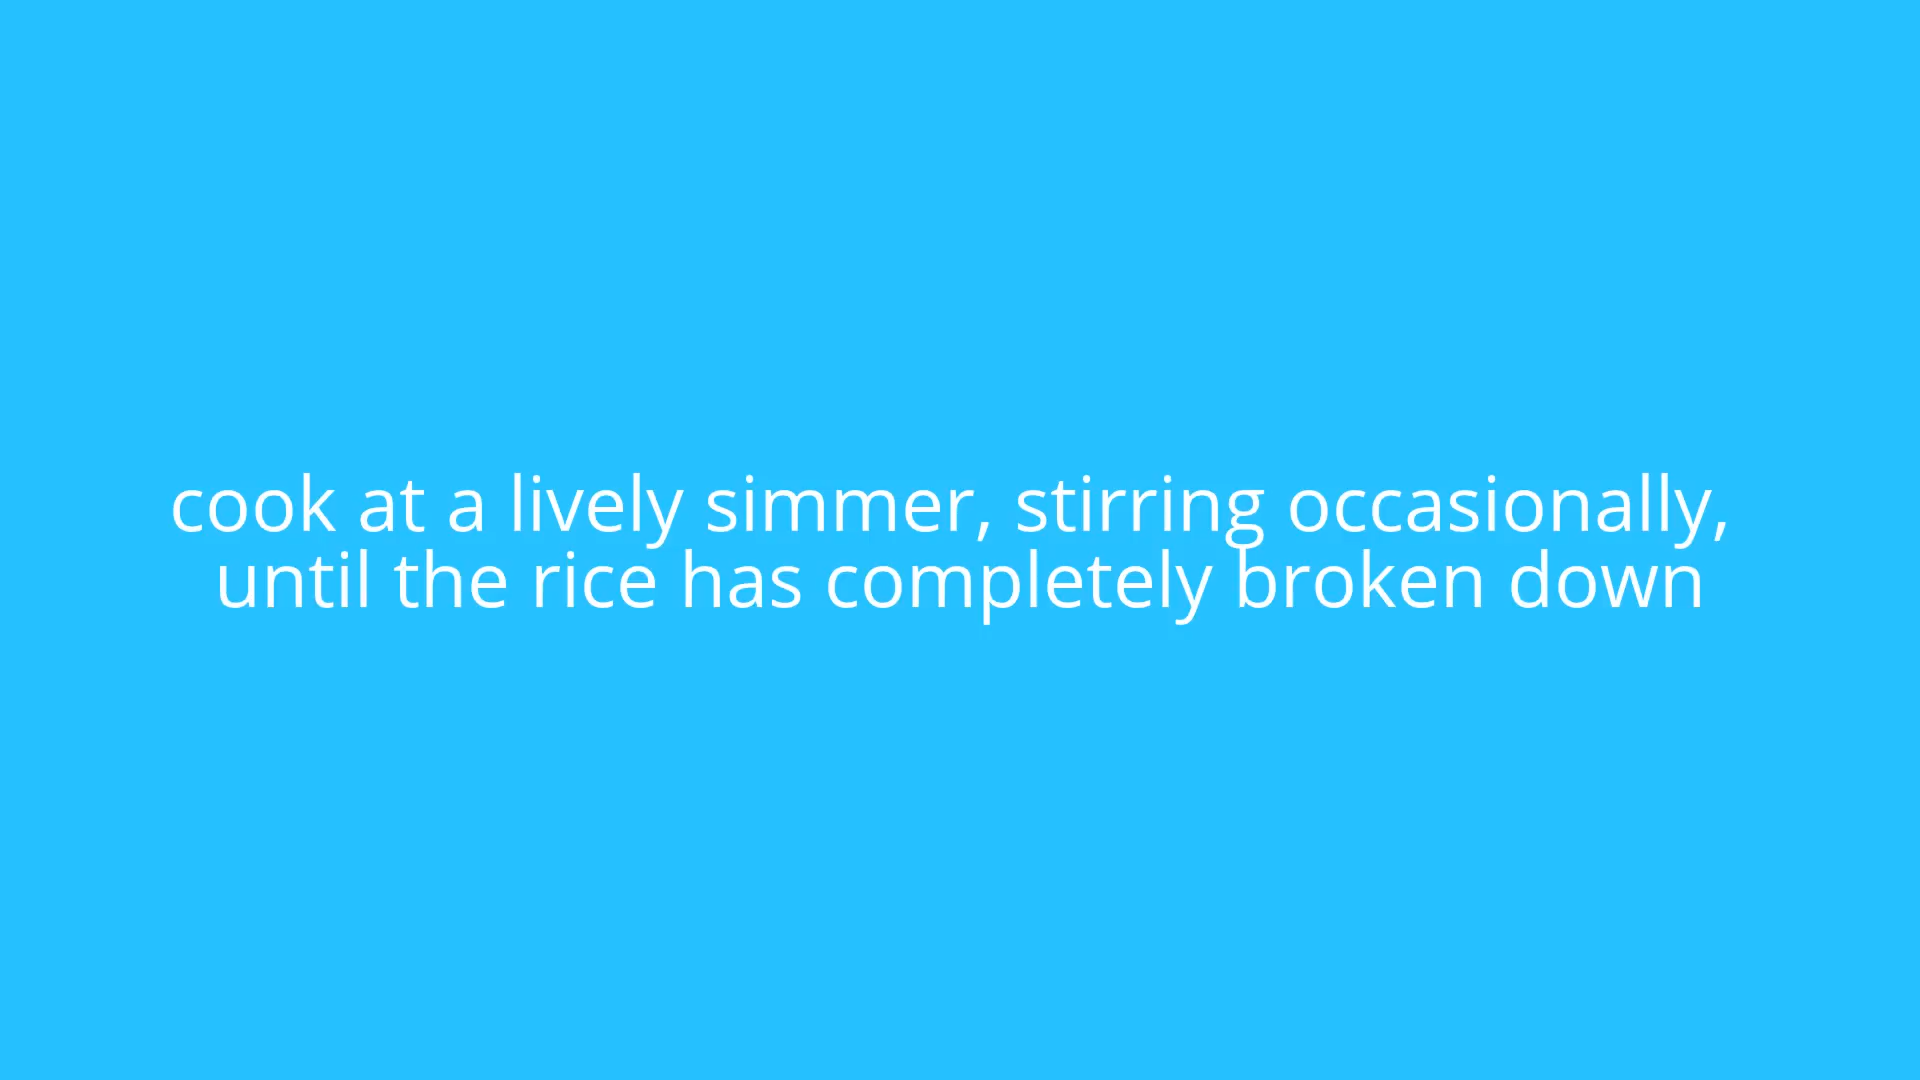 cook at a lively simmer, stirring occasionally,
until the rice has completely broken down